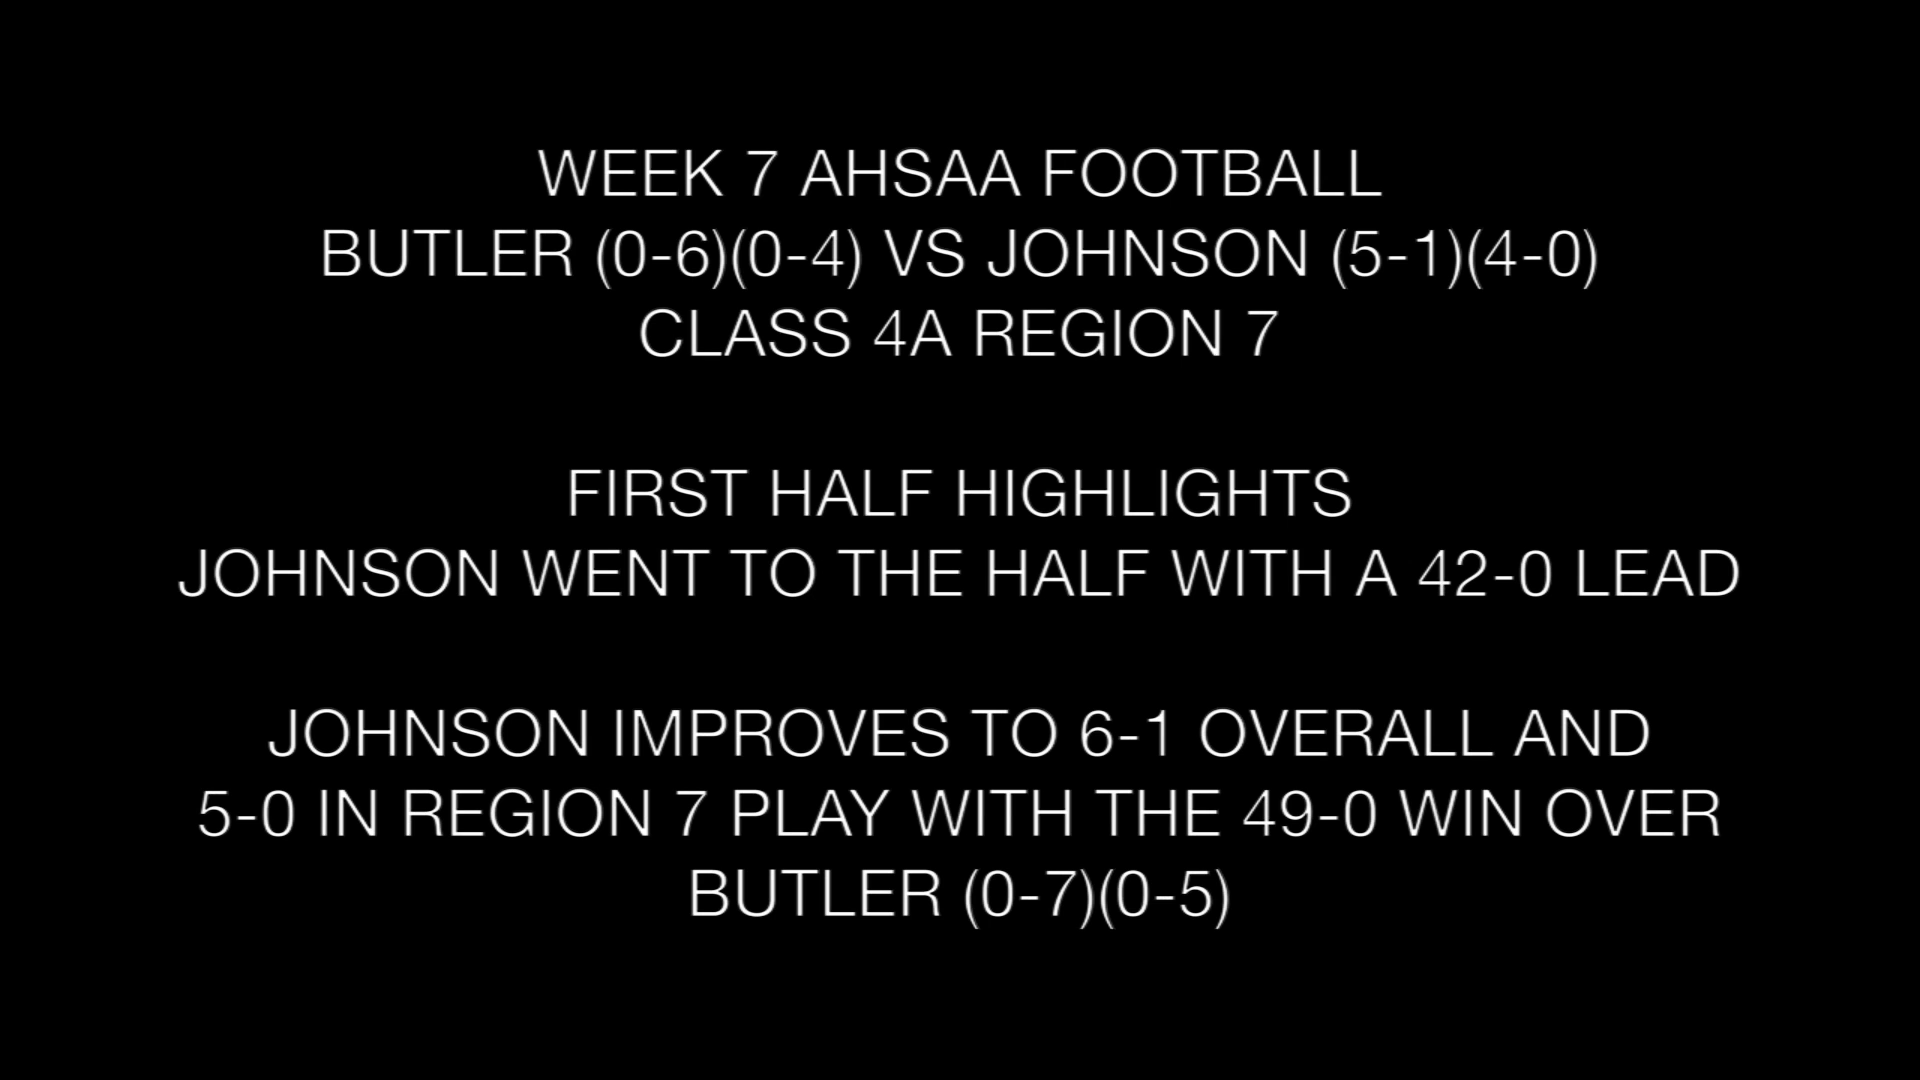 WEEK 7 AHSAA FOOTBALL
BUTLER (0-6)(0-4) VS JOHNSON (5-1)(4-0)
CLASS 4A REGION 7
FIRST HALF HIGHLIGHTS
JOHNSON WENT TO THE HALF WITH A 42-0 LEAD
JOHNSON IMPROVES TO 6-1 OVERALL AND
5-0 IN REGION 7 PLAY WITH THE 49-0 WIN OVER
BUTLER (0-7)(0-5)